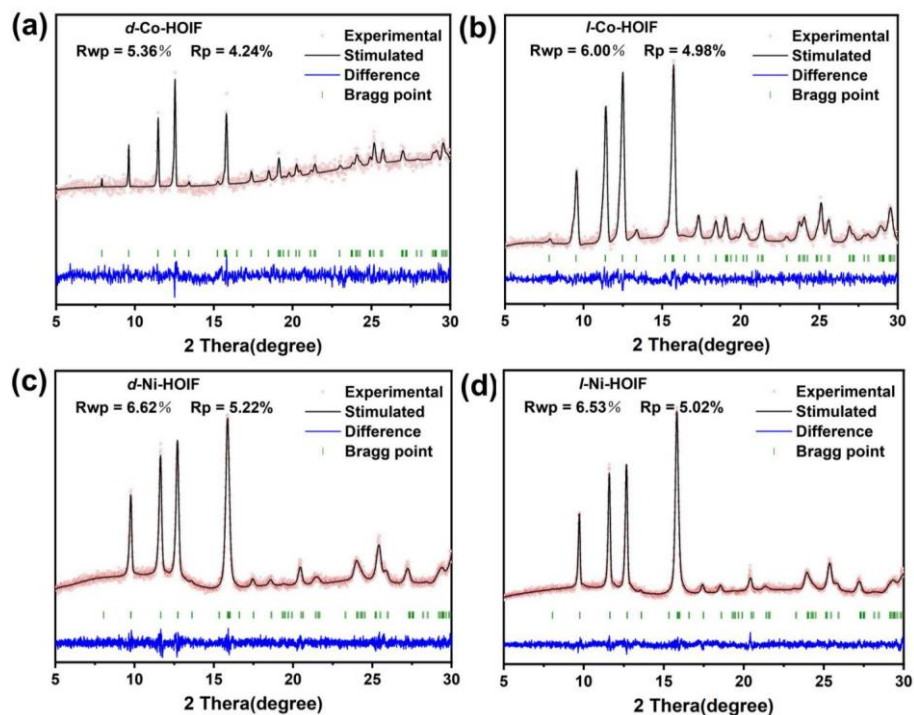 (a) d-Co-HOIF
Rwp = 5.36% Rp = 4.24%
Experimental
Stimulated
Difference
Bragg point
5 10 15 20 25 30
2 Thera(degree)
(b) l-Co-HOIF
Rwp = 6.00% Rp = 4.98%
Experimental
Stimulated
Difference
Bragg point
5 10 15 20 25 30
2 Thera(degree)
(c) d-Ni-HOIF
Rwp = 6.62% Rp = 5.22%
Experimental
Stimulated
Difference
Bragg point
5 10 15 20 25 30
2 Thera(degree)
(d) l-Ni-HOIF
Rwp = 6.53% Rp = 5.02%
Experimental
Stimulated
Difference
Bragg point
5 10 15 20 25 30
2 Thera(degree)